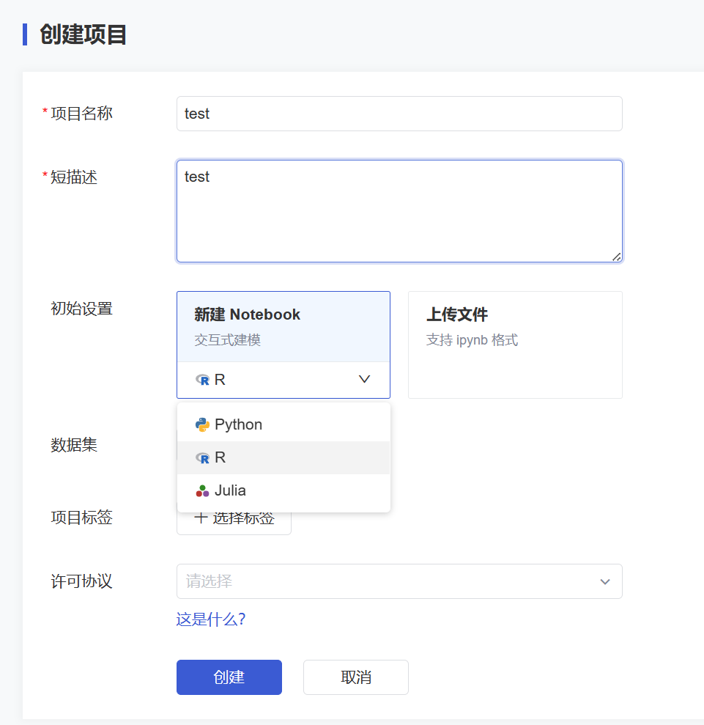 创建项目
* 项目名称
test
* 短描述
test
初始设置
新建 Notebook
交互式建模
R
上传文件
支持 ipynb 格式
Python
R
Julia
数据集
项目标签
+ 选择标签
许可协议
请选择
这是什么?
创建
取消